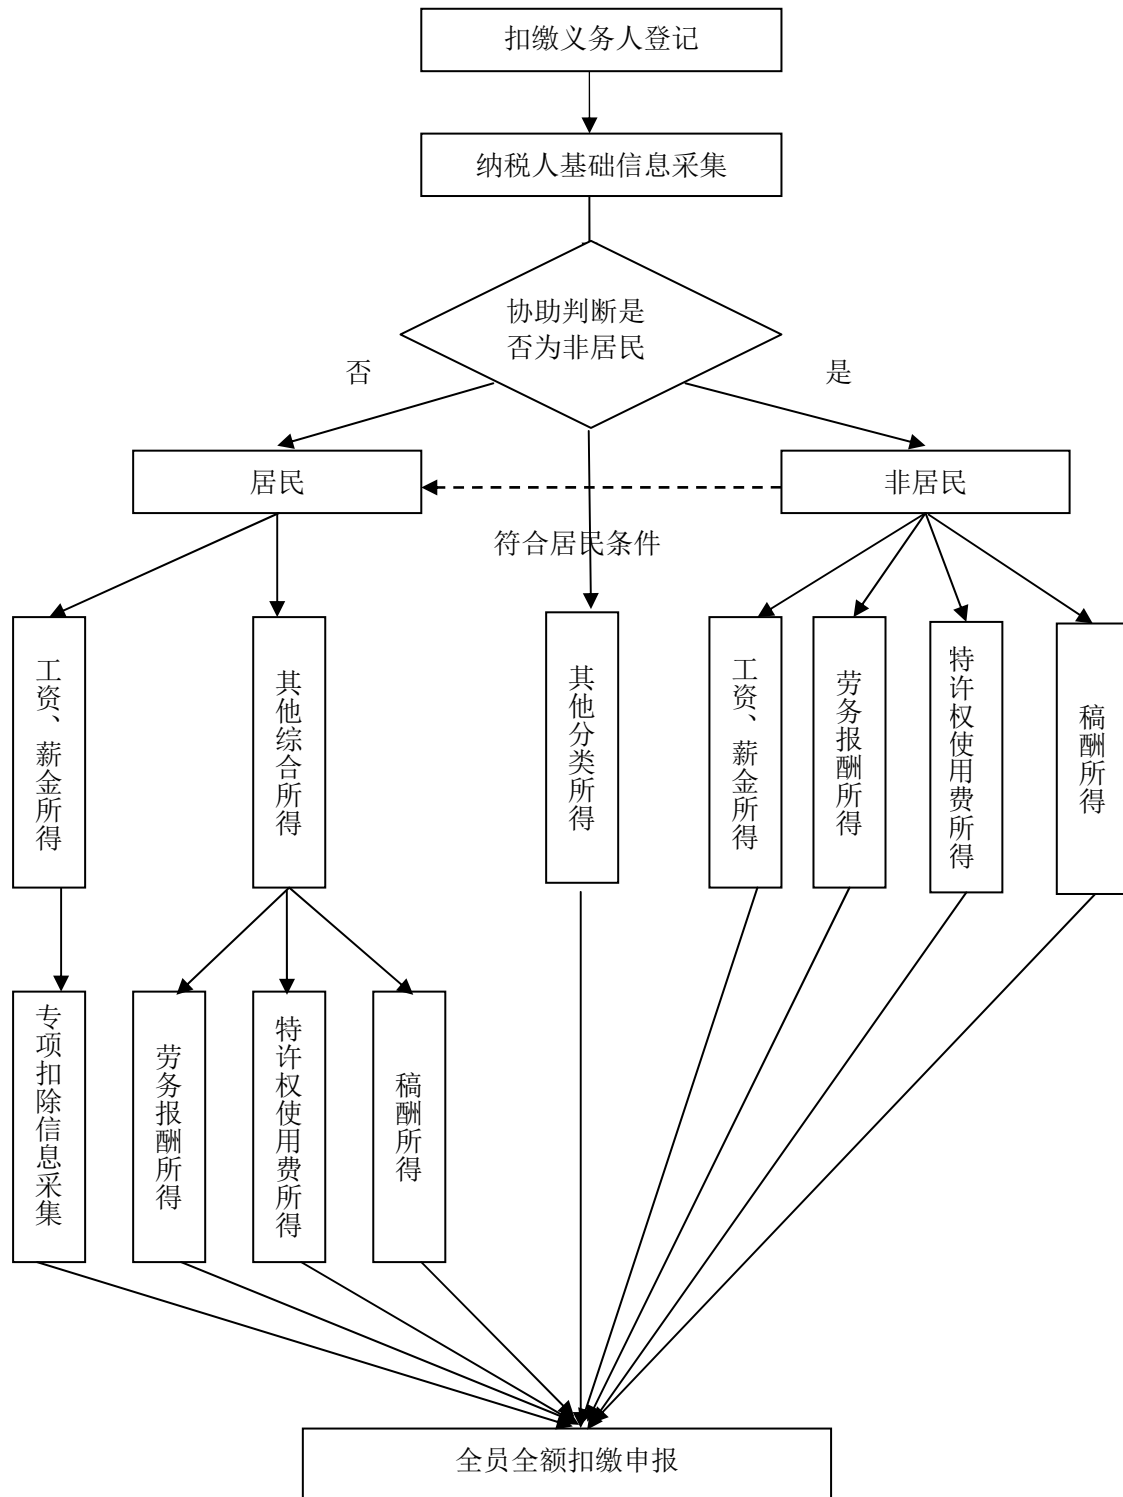 扣缴义务人登记
纳税人基础信息采集
协助判断是
否为非居民
否
是
居民
非居民
符合居民条件
工资、薪金所得
其他综合所得
其他分类所得
工资、薪金所得
劳务报酬所得
特许权使用费所得
稿酬所得
专项扣除信息采集
劳务报酬所得
特许权使用费所得
稿酬所得
全员全额扣缴申报